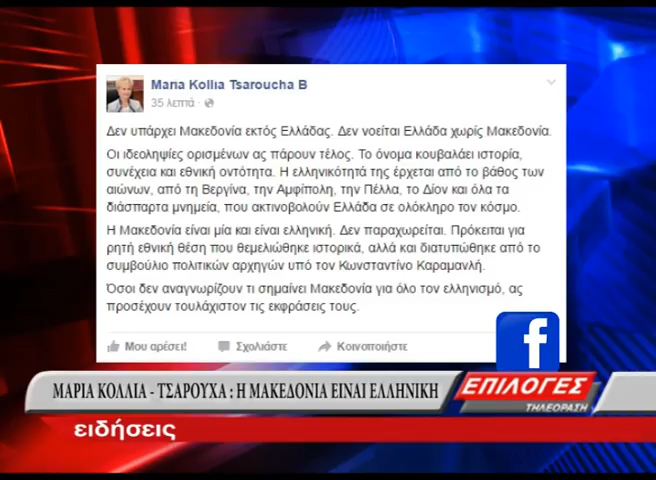 Maria Kollia Tsaroucha B
35 λεπτά ·
Δεν υπάρχει Μακεδονία εκτός Ελλάδας. Δεν νοείται Ελλάδα χωρίς Μακεδονία.
Οι ιδεοληψίες ορισμένων ας πάρουν τέλος. Το όνομα κουβαλάει ιστορία,
συνέχεια και εθνική οντότητα. Η ελληνικότητά της έρχεται από το βάθος των
αιώνων, από τη Βεργίνα, την Αμφίπολη, την Πέλλα, το Δίον και όλα τα
διάσπαρτα μνημεία, που ακτινοβολούν Ελλάδα σε ολόκληρο τον κόσμο.
Η Μακεδονία είναι μία και είναι ελληνική. Δεν παραχωρείται. Πρόκειται για
ρητή εθνική θέση που θεμελιώθηκε ιστορικά, αλλά και διατυπώθηκε από το
συμβούλιο πολιτικών αρχηγών υπό τον Κωνσταντίνο Καραμανλή.
Όσοι δεν αναγνωρίζουν τι σημαίνει Μακεδονία για όλο τον ελληνισμό, ας
προσέχουν τουλάχιστον τις εκφράσεις τους.
Μου αρέσει! Σχολιάστε Κοινοποιήστε
f
ΜΑΡΙΑ ΚΟΛΛΙΑ - ΤΣΑΡΟΥΧΑ : Η ΜΑΚΕΔΟΝΙΑ ΕΙΝΑΙ ΕΛΛΗΝΙΚΗ
ΕΠΙΛΟΓΕΣ
ΤΗΛΕΟΡΑΣΗ
ειδήσεις